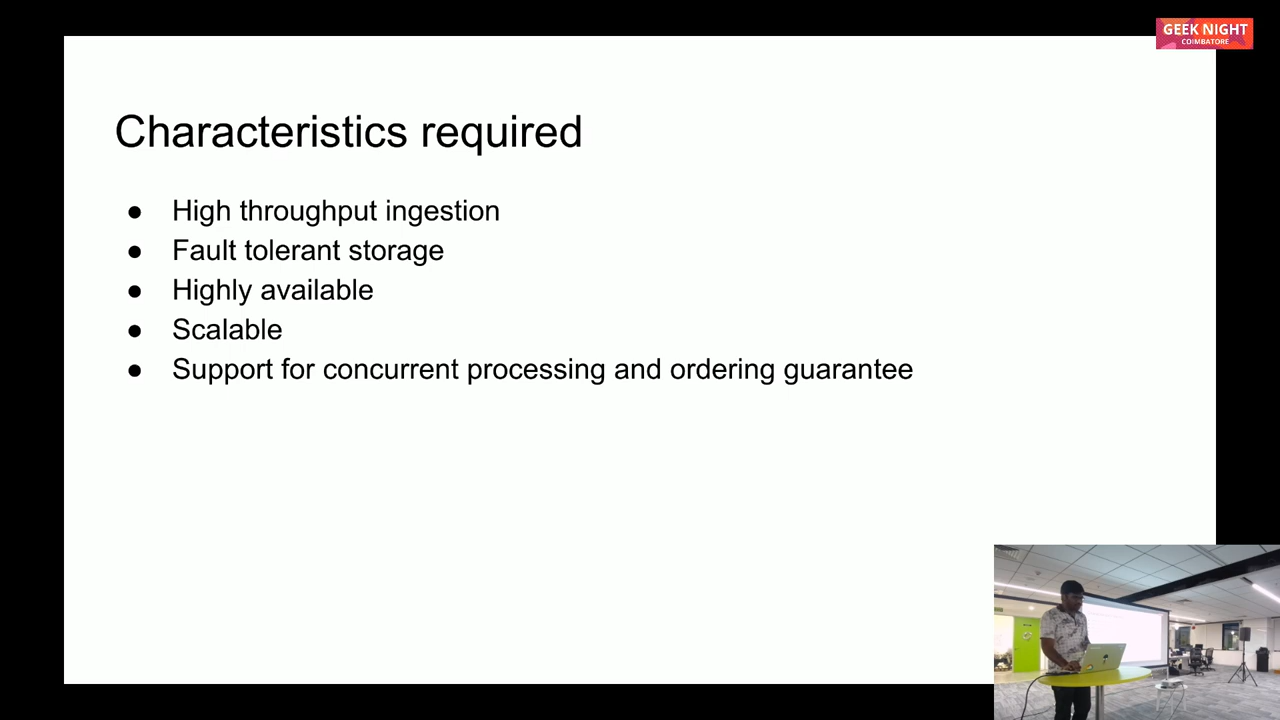 GEEK NIGHT
COIMBATORE
Characteristics required
● High throughput ingestion
● Fault tolerant storage
● Highly available
● Scalable
● Support for concurrent processing and ordering guarantee